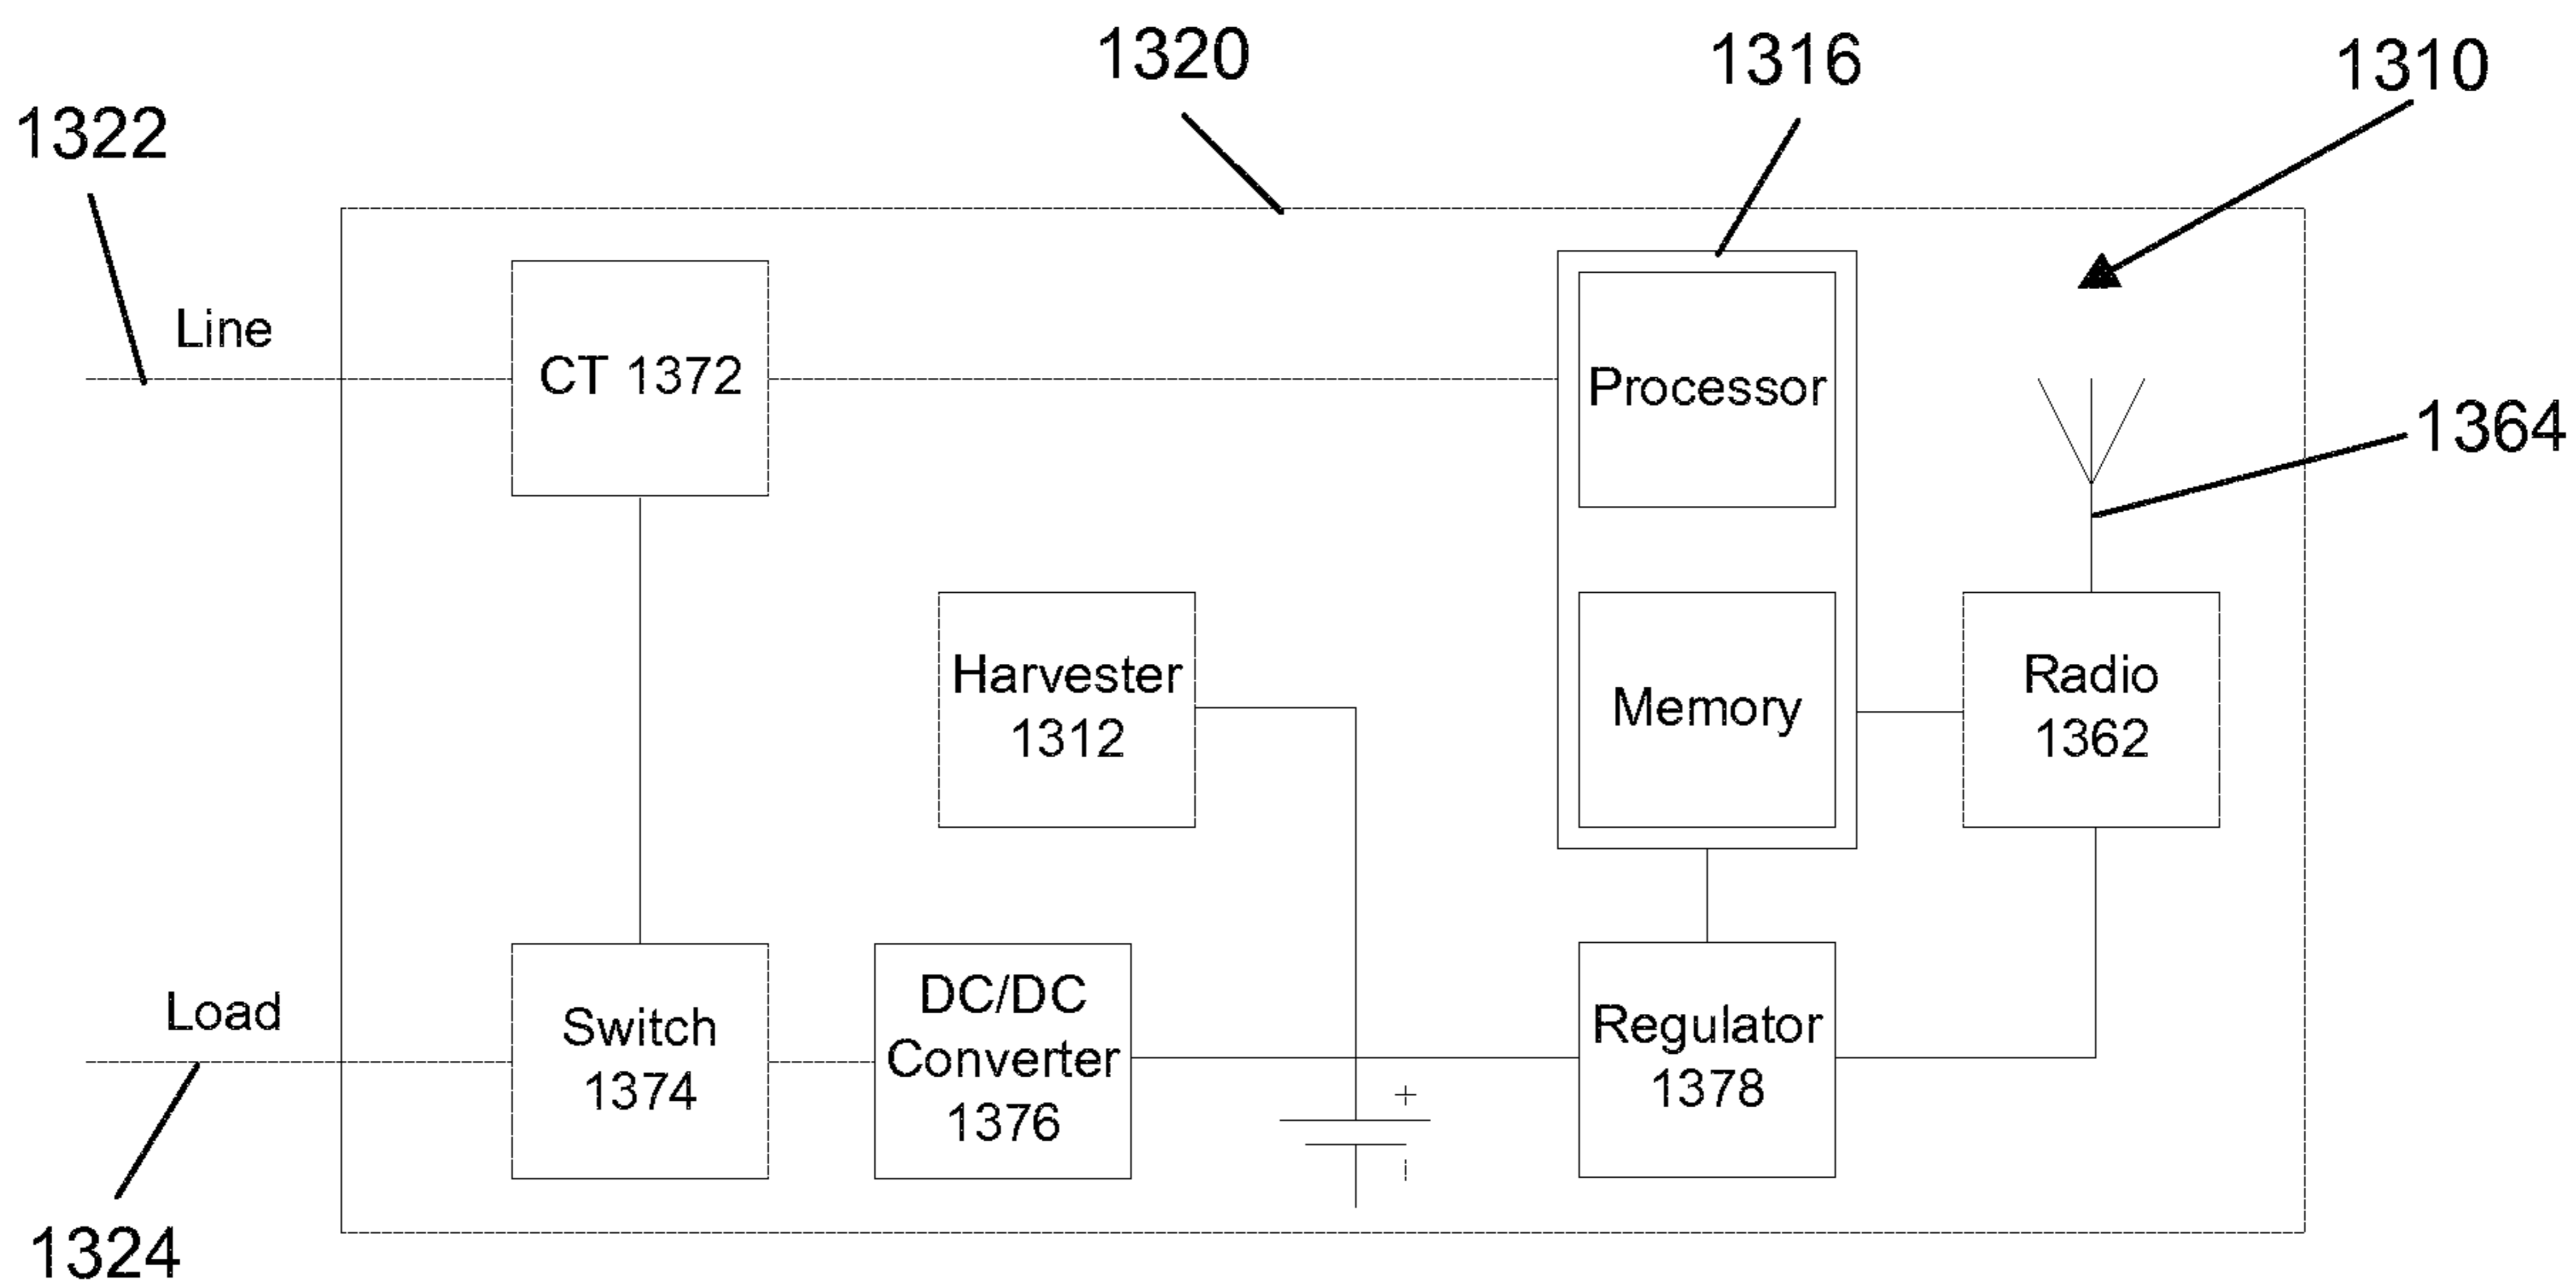 1320
1316
1310
1322
Line
CT 1372
Processor
1364
Harvester
1312
Memory
Radio
1362
Load
Switch
1374
DC/DC
Converter
1376
+
-
Regulator
1378
1324